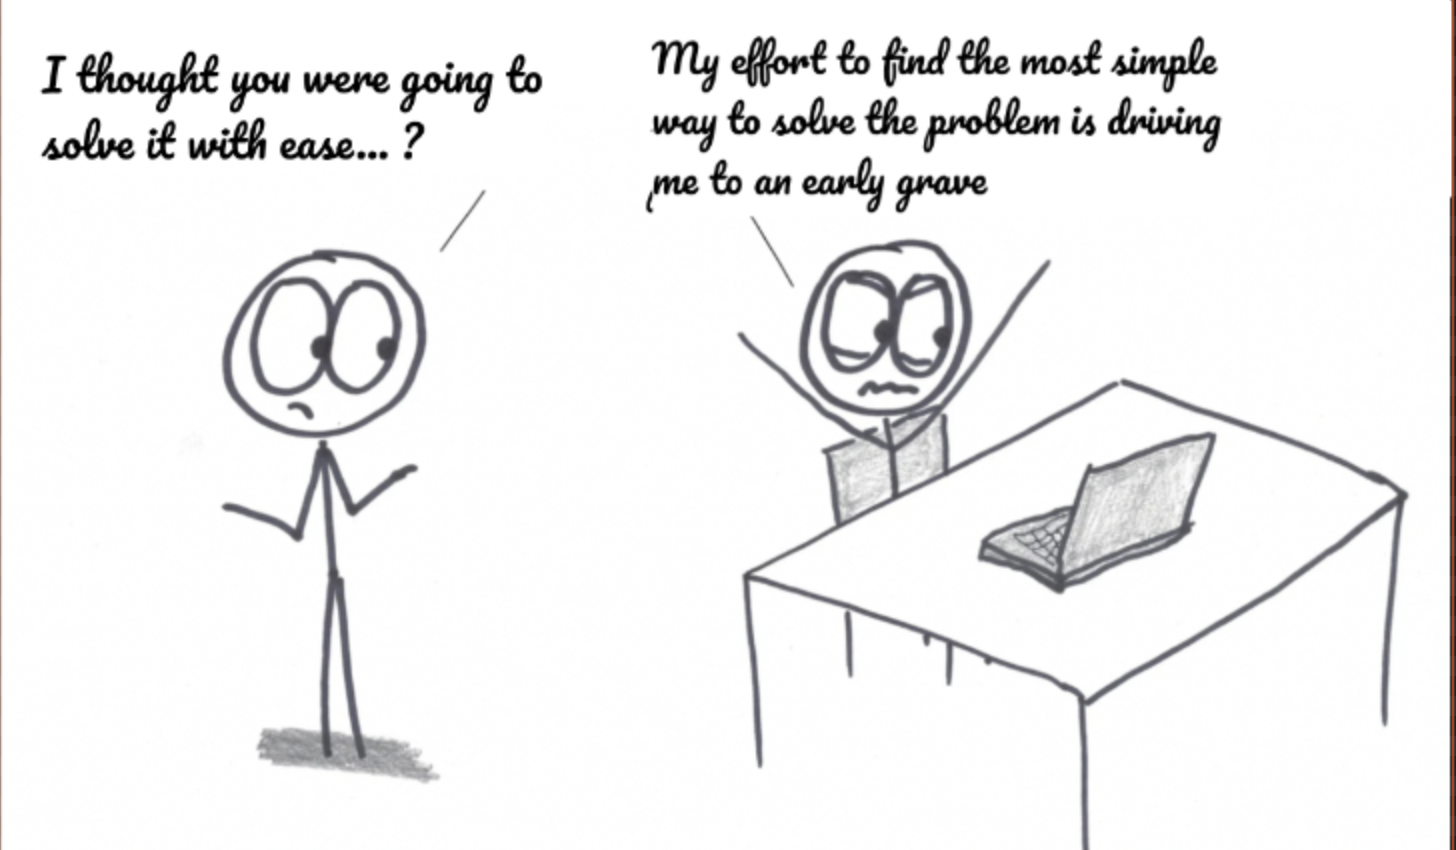 I thought you were going to
solve it with ease... ?
My effort to find the most simple
way to solve the problem is driving
me to an early grave